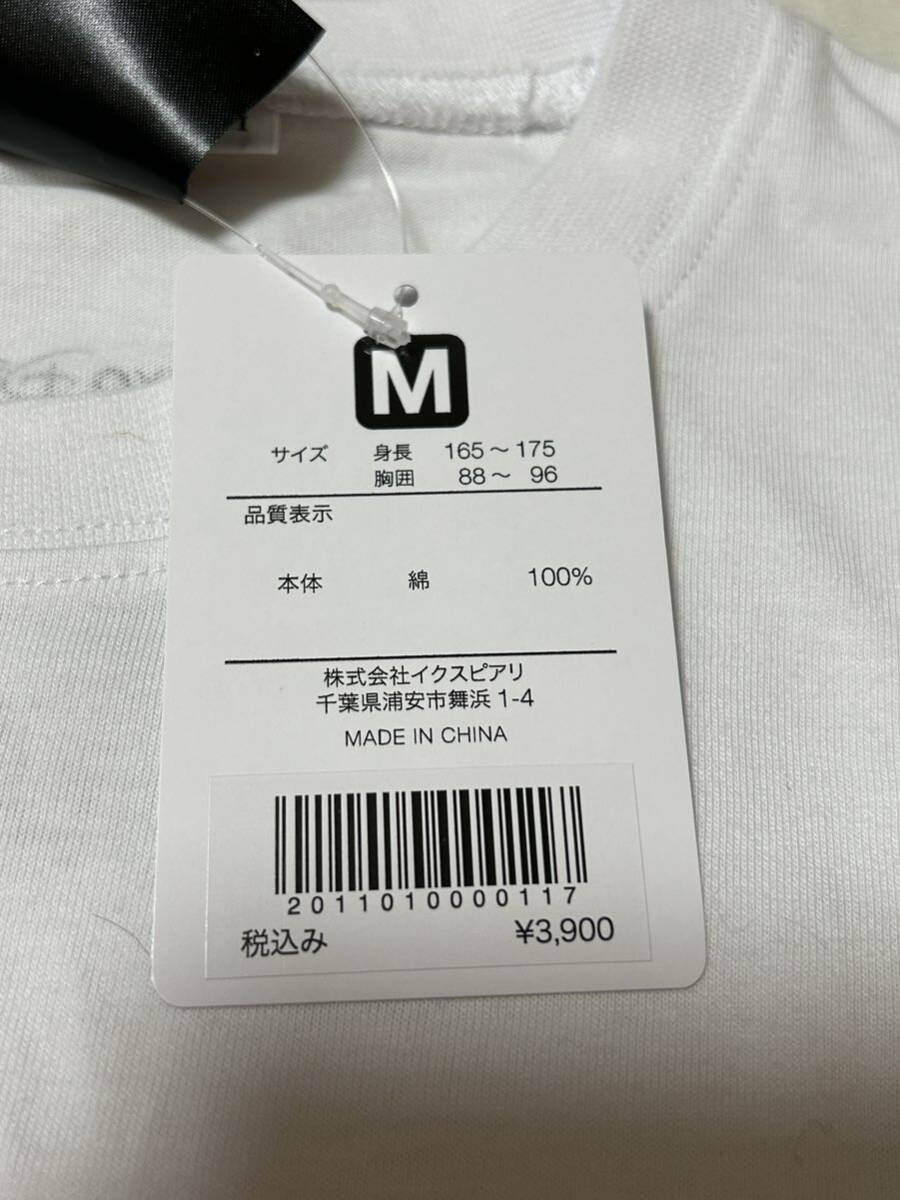 M
サイズ 身長 165～175
胸囲 88～ 96
品質表示
本体 綿 100%
株式会社イクスピアリ
千葉県浦安市舞浜 1-4
MADE IN CHINA
2011010000117
税込み ¥3,900